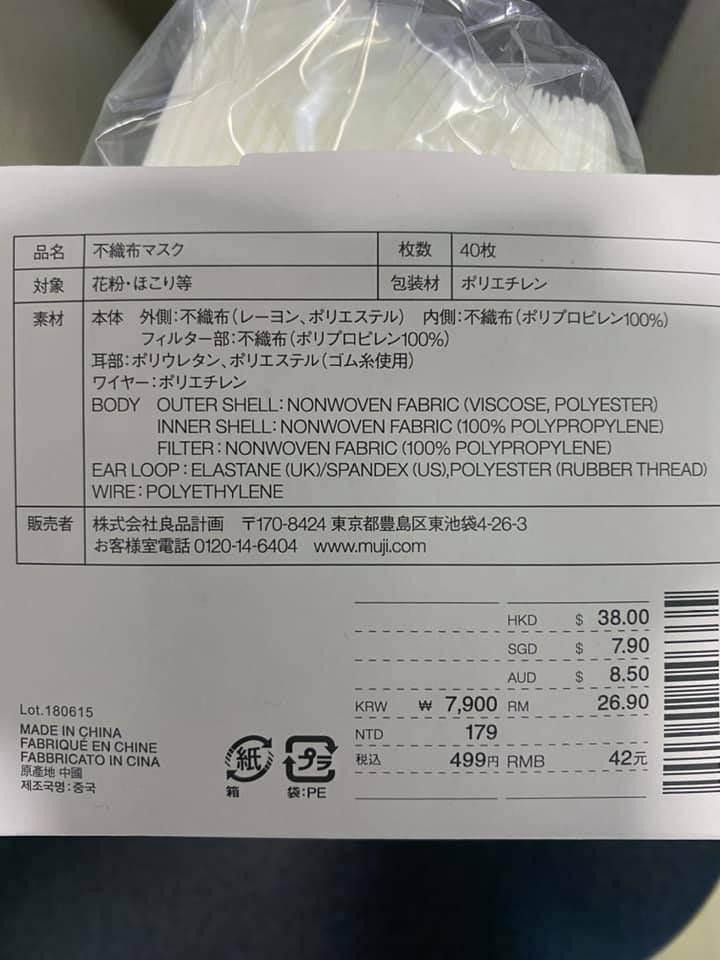 品名 不織布マスク 枚数 40枚
対象 花粉・ほこり等 包装材 ポリエチレン
素材 本体 外側:不織布(レーヨン、ポリエステル) 内側:不織布(ポリプロピレン100%)
フィルター部:不織布(ポリプロピレン100%)
耳部:ポリウレタン、ポリエステル(ゴム糸使用)
ワイヤー:ポリエチレン
BODY OUTER SHELL: NONWOVEN FABRIC (VISCOSE, POLYESTER)
INNER SHELL: NONWOVEN FABRIC (100% POLYPROPYLENE)
FILTER: NONWOVEN FABRIC (100% POLYPROPYLENE)
EAR LOOP: ELASTANE (UK)/SPANDEX (US),POLYESTER (RUBBER THREAD)
WIRE: POLYETHYLENE
販売者 株式会社良品計画 〒170-8424 東京都豊島区東池袋4-26-3
お客様室電話 0120-14-6404 www.muji.com
HKD $ 38.00
SGD $ 7.90
AUD $ 8.50
KRW ₩ 7,900 RM 26.90
NTD 179
税込 499円 RMB 42元
Lot.180615
MADE IN CHINA
FABRIQUÉ EN CHINE
FABBRICATO IN CINA
原產地 中國
제조국명:중국
紙
箱
プラ
袋:PE